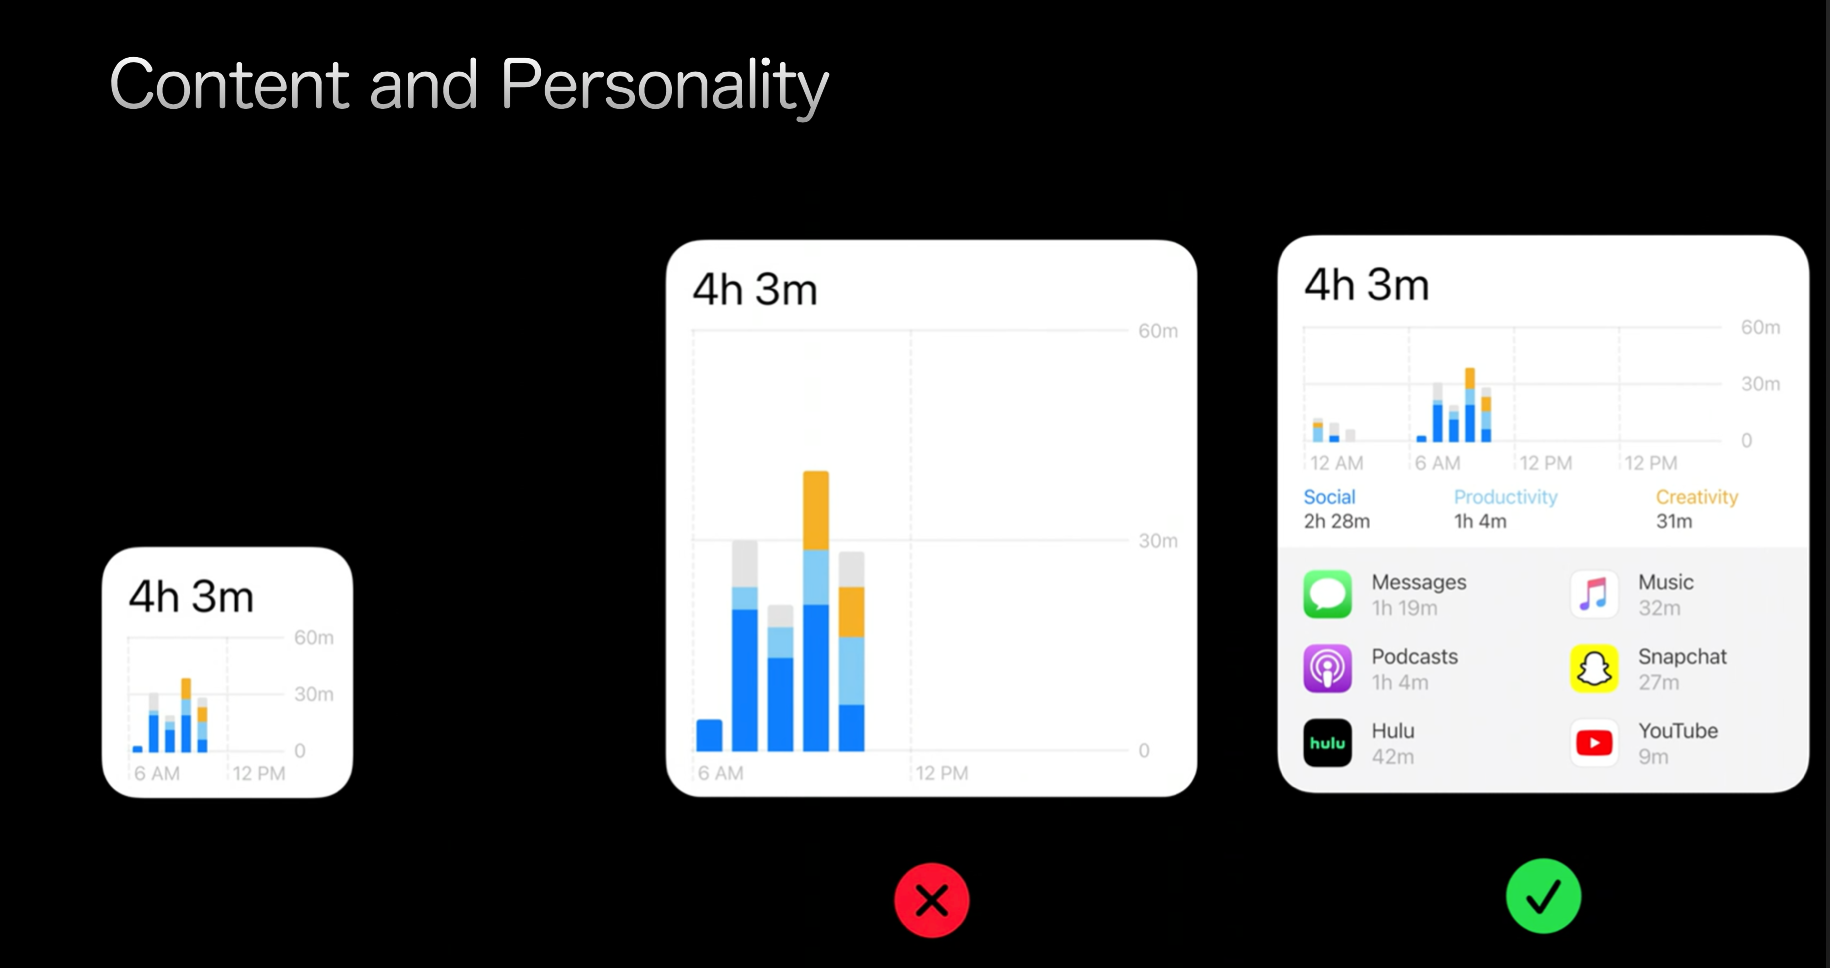 Content and Personality
4h 3m
60m
30m
0
6 AM 12 PM
4h 3m
60m
30m
0
6 AM 12 PM
4h 3m
60m
30m
0
12 AM 6 AM 12 PM 12 PM
Social Productivity Creativity
2h 28m 1h 4m 31m
Messages Music
1h 19m 32m
Podcasts Snapchat
1h 4m 27m
hulu Hulu YouTube
42m 9m